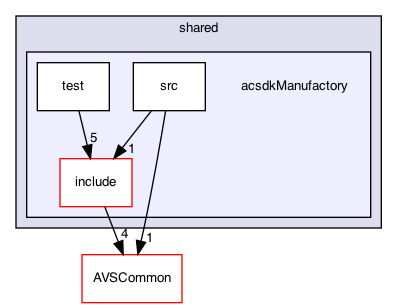 shared
test
src
acsdkManufactory
5
1
include
4
1
AVSCommon